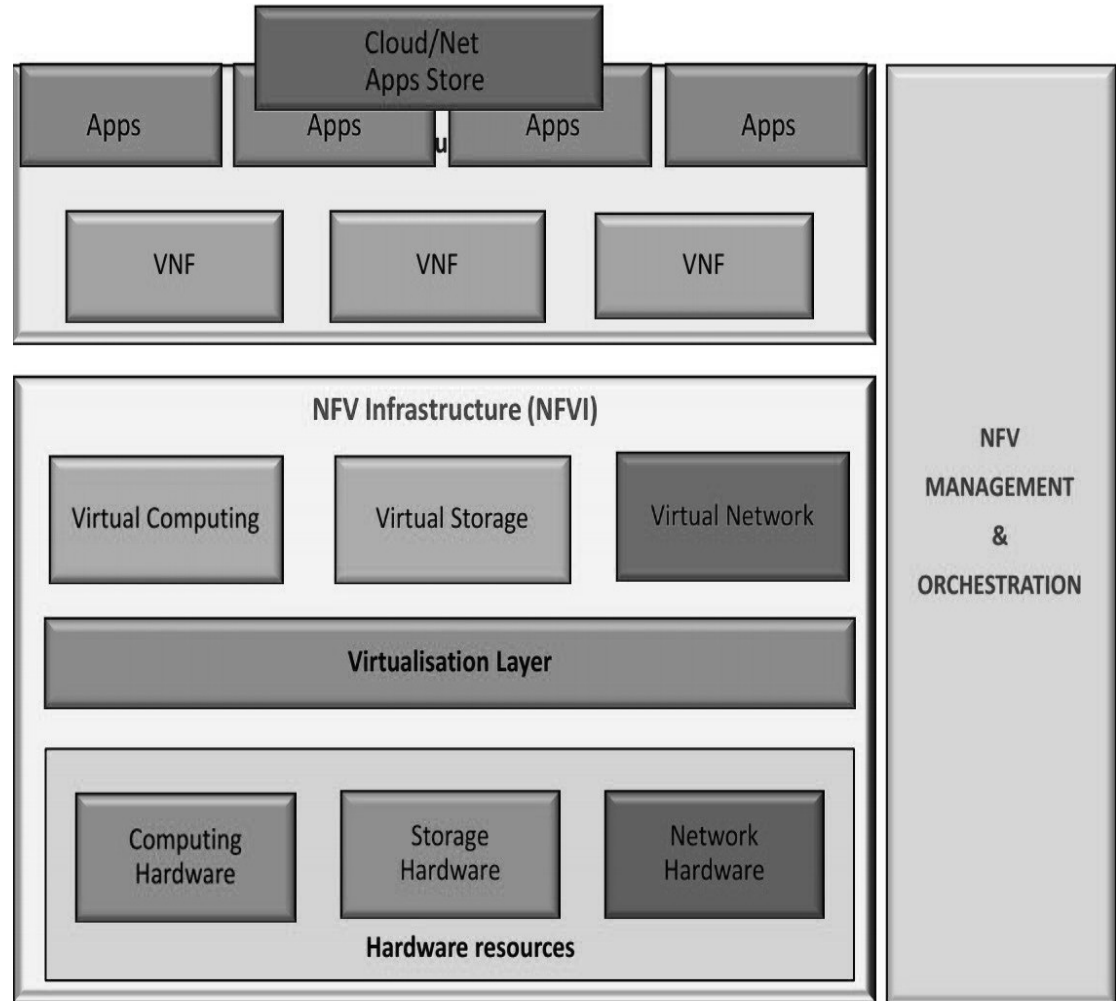 Cloud/Net
Apps Store
Apps
Apps
Apps
Apps
VNF
VNF
VNF
NFV Infrastructure (NFVI)
Virtual Computing
Virtual Storage
Virtual Network
Virtualisation Layer
Computing
Hardware
Storage
Hardware
Network
Hardware
Hardware resources
NFV
MANAGEMENT
&
ORCHESTRATION